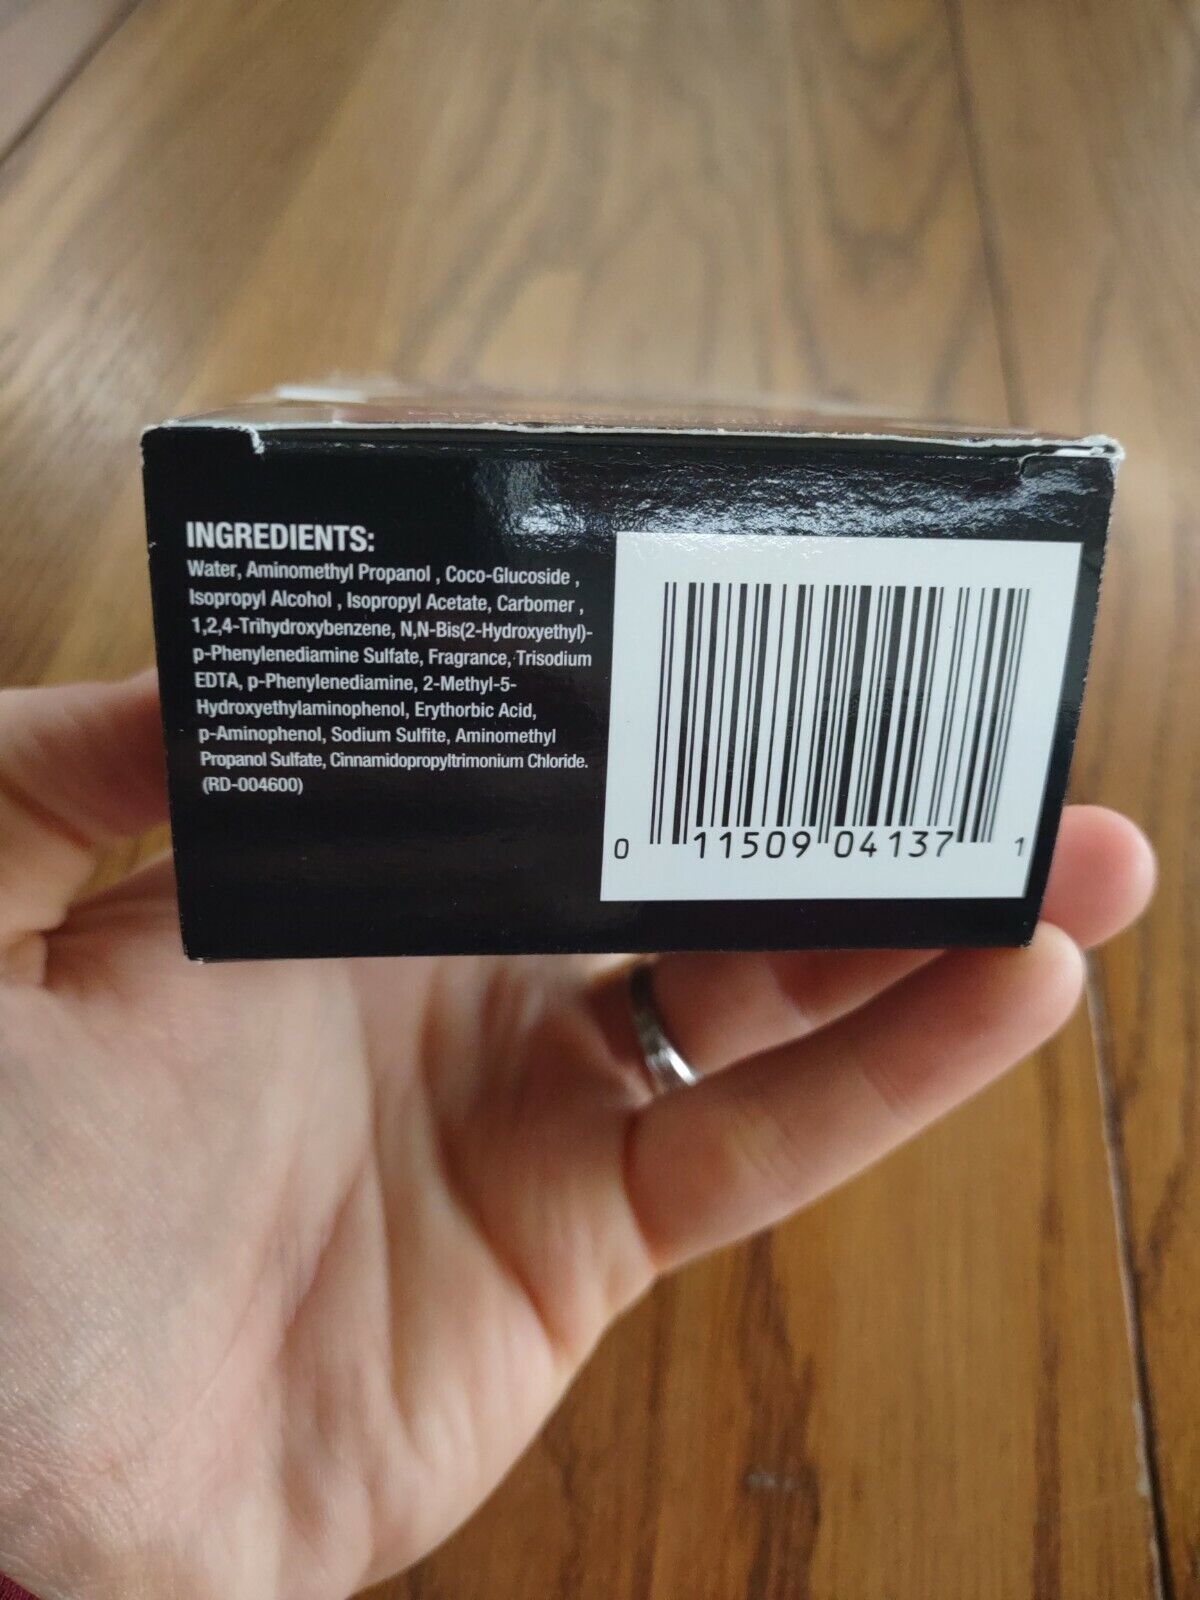 INGREDIENTS:
Water, Aminomethyl Propanol , Coco-Glucoside ,
Isopropyl Alcohol , Isopropyl Acetate, Carbomer ,
1,2,4-Trihydroxybenzene, N,N-Bis(2-Hydroxyethyl)-
p-Phenylenediamine Sulfate, Fragrance, Trisodium
EDTA, p-Phenylenediamine, 2-Methyl-5-
Hydroxyethylaminophenol, Erythorbic Acid,
p-Aminophenol, Sodium Sulfite, Aminomethyl
Propanol Sulfate, Cinnamidopropyltrimonium Chloride.
(RD-004600)
0 11509 04137 1